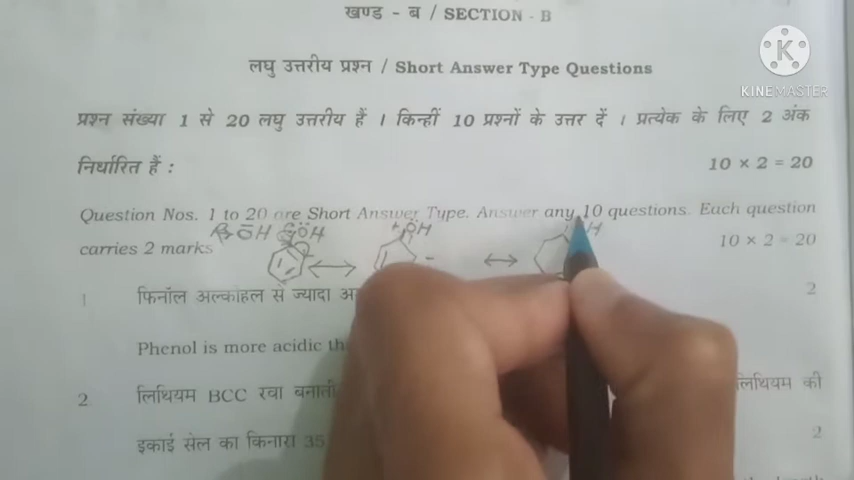 खण्ड - ब / SECTION - B
K
KINEMASTER
लघु उत्तरीय प्रश्न / Short Answer Type Questions
प्रश्न संख्या 1 से 20 लघु उत्तरीय हैं । किन्हीं 10 प्रश्नों के उत्तर दें । प्रत्येक के लिए 2 अंक
निर्धारित हैं : 10 × 2 = 20
Question Nos. 1 to 20 are Short Answer Type. Answer any 10 questions. Each question
carries 2 marks 10 × 2 = 20
1 फिनॉल अल्कोहल से ज्यादा 2
Phenol is more acidic
2 लिथियम BCC रवा लिथियम की
इकाई सेल का किनारा 35 2